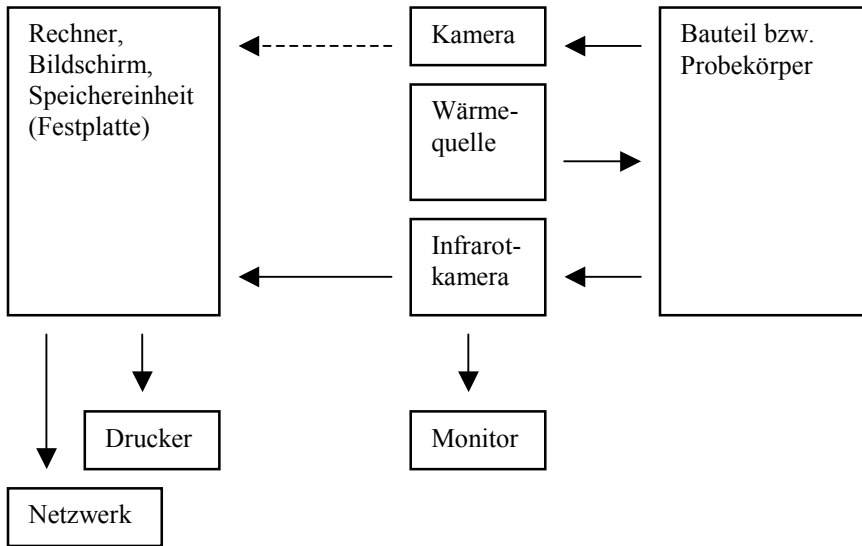 Rechner,
Bildschirm,
Speichereinheit
(Festplatte)
Kamera
Wärme-
quelle
Infrarot-
kamera
Bauteil bzw.
Probekörper
Drucker
Monitor
Netzwerk